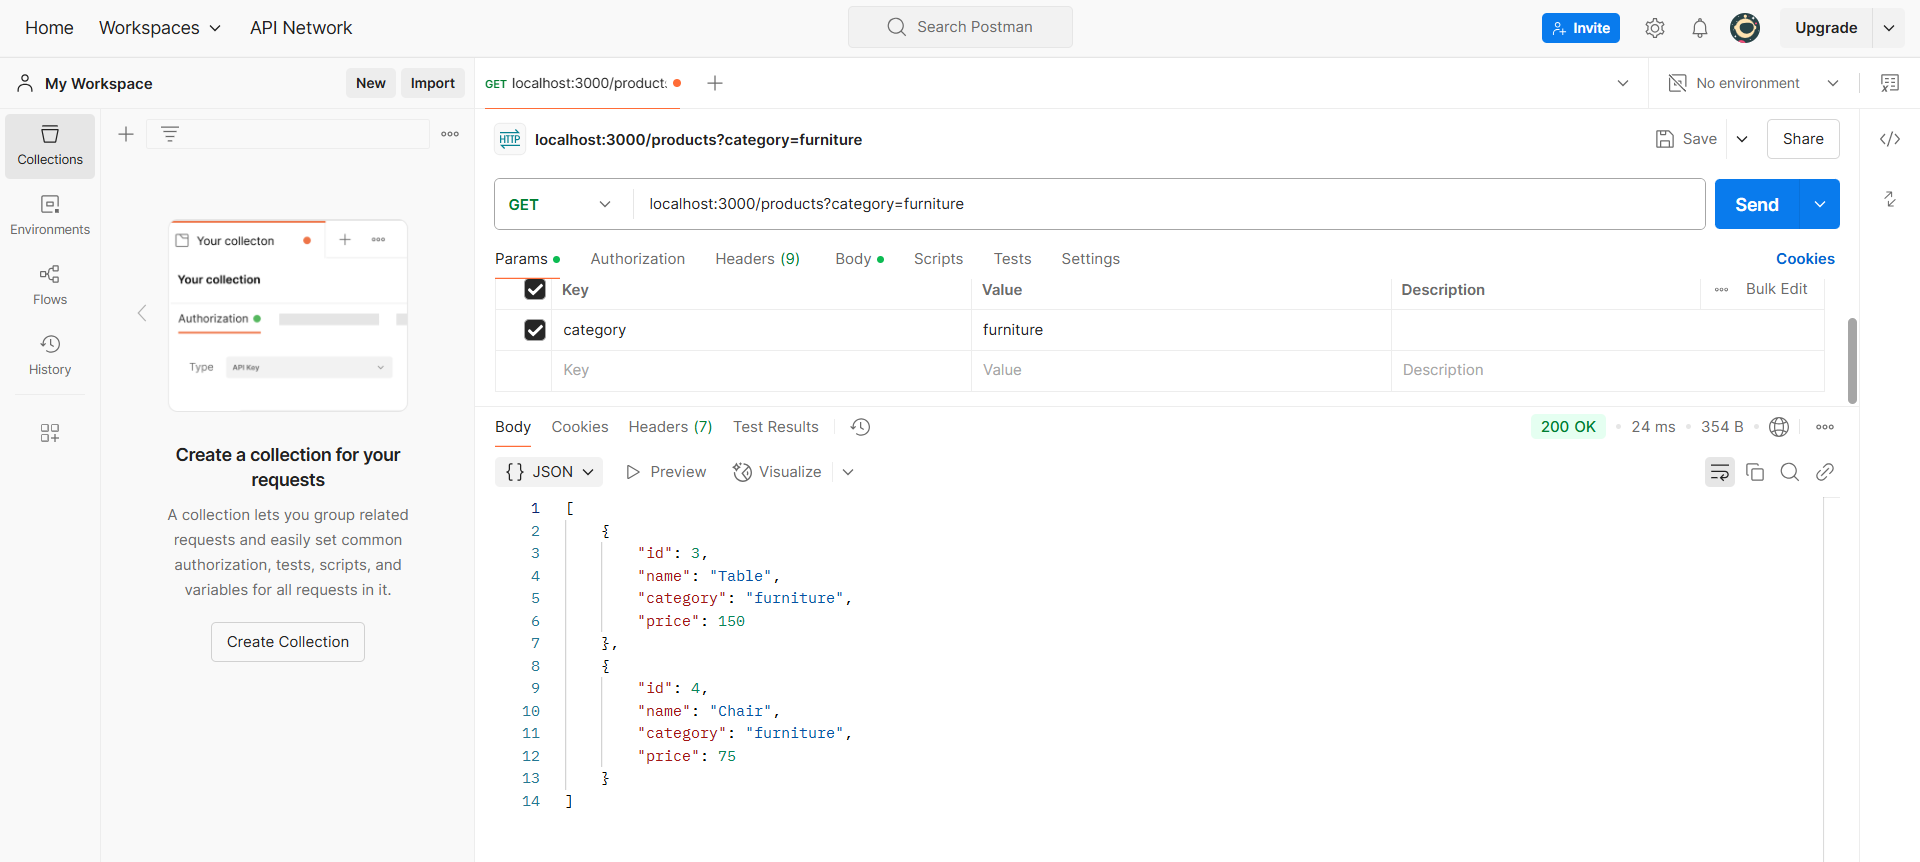 Home Workspaces API Network Search Postman Invite Upgrade
My Workspace New Import GET localhost:3000/product No environment
Collections
Environments
Flows
History
Your collecton
Your collection
Authorization
Type API Key
Create a collection for your
requests
A collection lets you group related
requests and easily set common
authorization, tests, scripts, and
variables for all requests in it.
Create Collection
HTTP localhost:3000/products?category=furniture Save Share
GET localhost:3000/products?category=furniture Send
Params Authorization Headers (9) Body Scripts Tests Settings Cookies
Key Value Description Bulk Edit
category furniture
Key Value Description
Body Cookies Headers (7) Test Results 200 OK 24 ms 354 B
{} JSON Preview Visualize
1 [
2 {
3 "id": 3,
4 "name": "Table",
5 "category": "furniture",
6 "price": 150
7 },
8 {
9 "id": 4,
10 "name": "Chair",
11 "category": "furniture",
12 "price": 75
13 }
14 ]